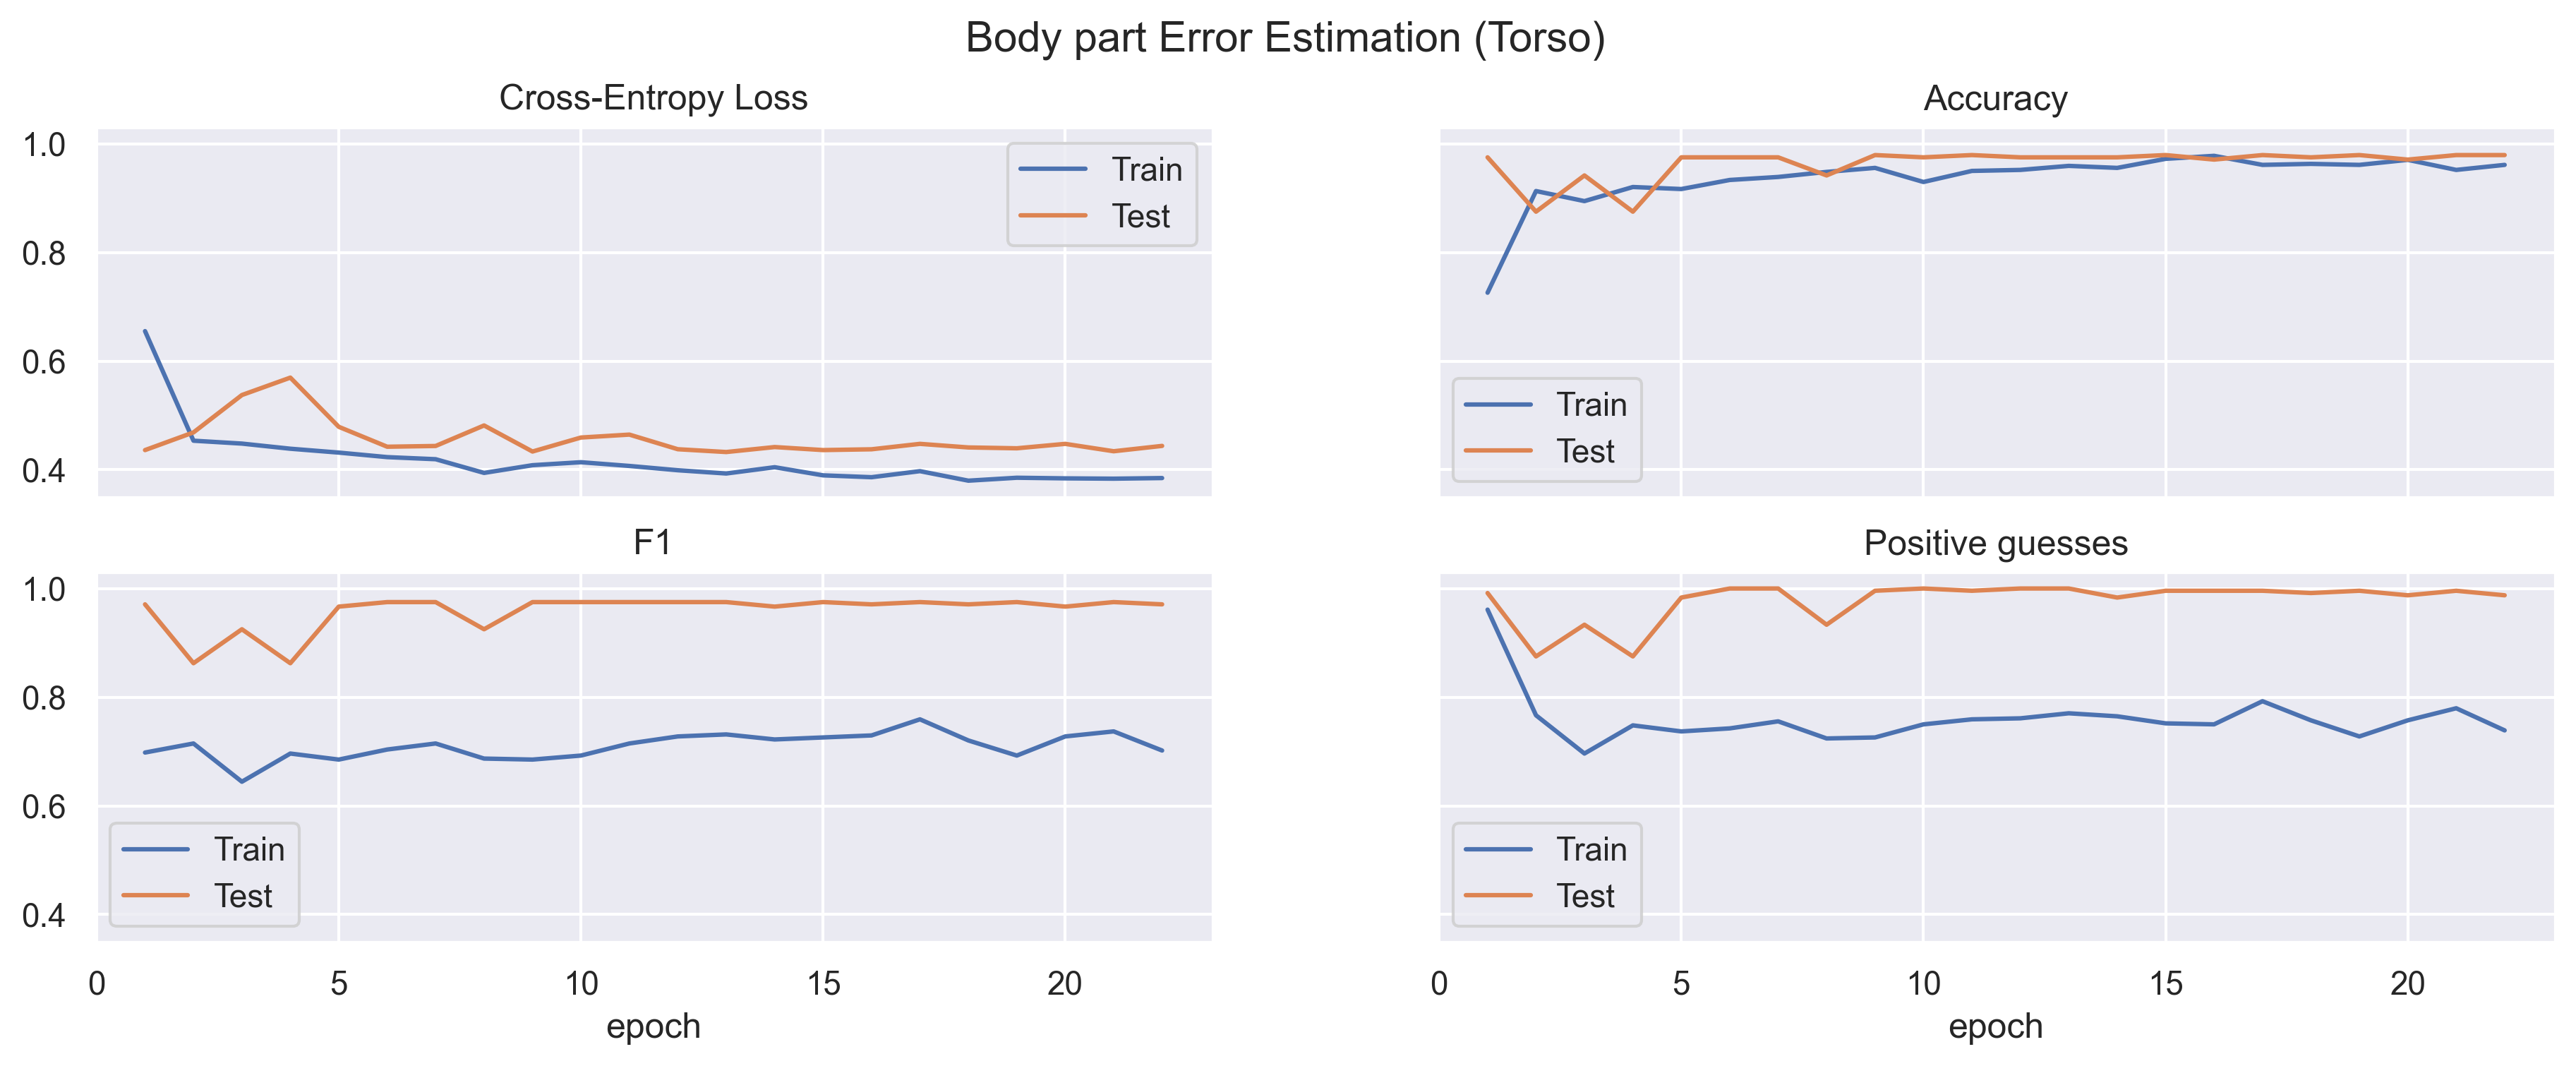 Body part Error Estimation (Torso)
Cross-Entropy Loss
1.0
0.8
0.6
0.4
Train
Test
Accuracy
Train
Test
F1
1.0
0.8
0.6
0.4
Train
Test
0 5 10 15 20
epoch
Positive guesses
Train
Test
0 5 10 15 20
epoch